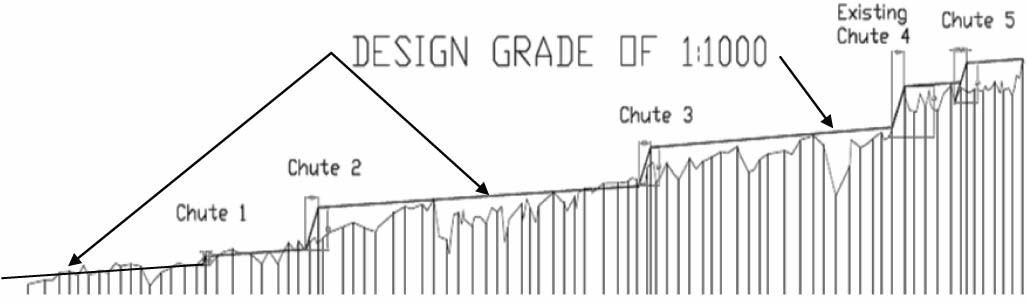 Existing
Chute 4
Chute 5
DESIGN GRADE OF 1:1000
Chute 3
Chute 2
Chute 1